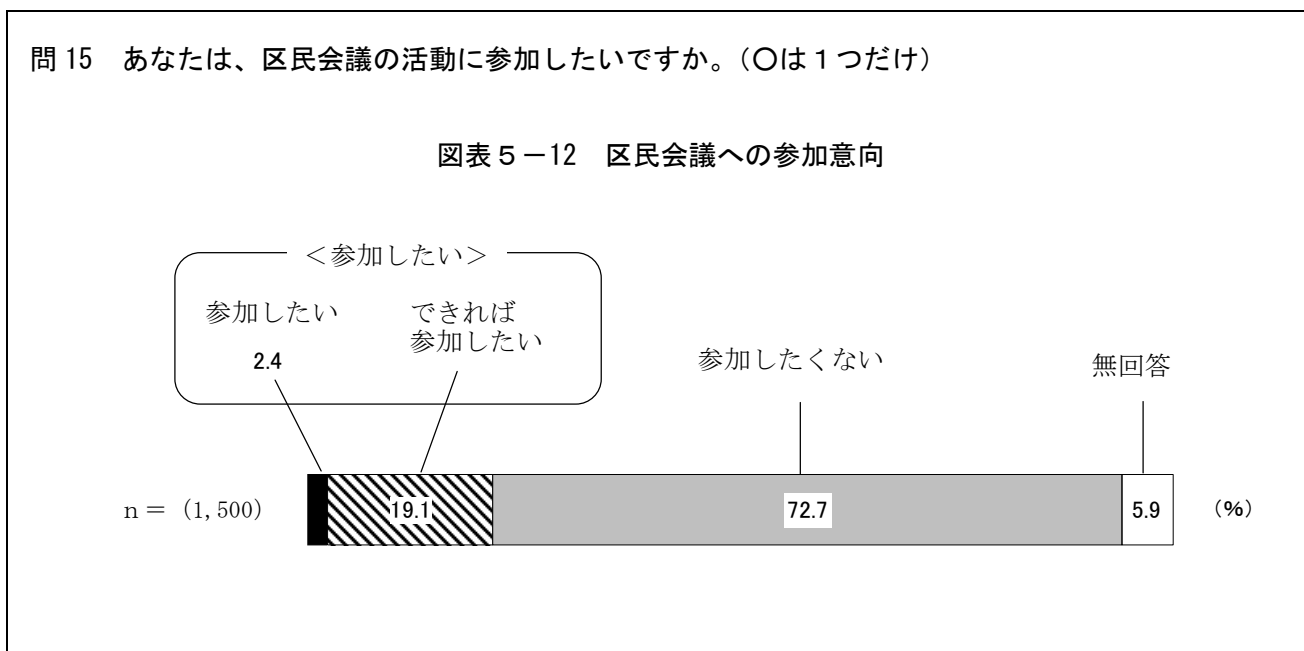 問 15　あなたは、区民会議の活動に参加したいですか。（〇は１つだけ）
図表５－12　区民会議への参加意向
＜参加したい＞
参加したい
できれば
参加したい
2.4
参加したくない
無回答
n＝（1,500）
19.1
72.7
5.9
（％）